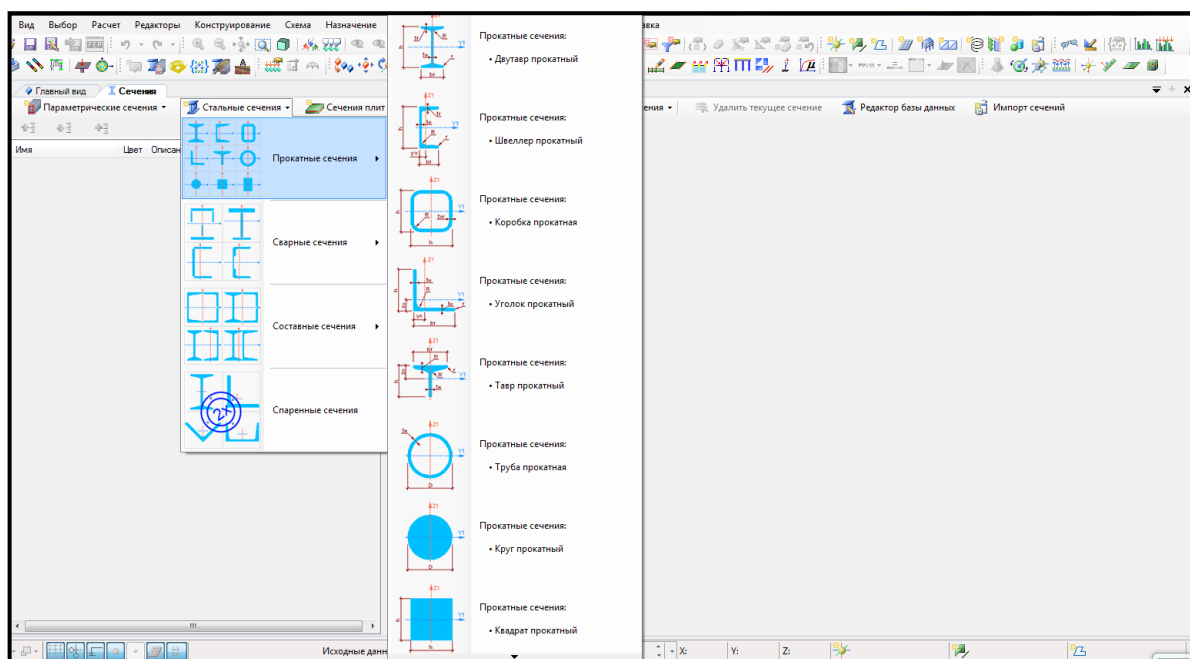 Вид Выбор Расчет Редакторы Конструирование Схема Назначение
Главный вид Сечения
Параметрические сечения Стальные сечения Сечения плит Удалить текущее сечение Редактор базы данных Импорт сечений
Имя Цвет Описан
Прокатные сечения
Сварные сечения
Составные сечения
2x
Спаренные сечения
Прокатные сечения:
• Двутавр прокатный
Прокатные сечения:
• Швеллер прокатный
Прокатные сечения:
• Коробка прокатная
Прокатные сечения:
• Уголок прокатный
Прокатные сечения:
• Тавр прокатный
Прокатные сечения:
• Труба прокатная
Прокатные сечения:
• Круг прокатный
Прокатные сечения:
• Квадрат прокатный
Исходные данн X: Y: Z: